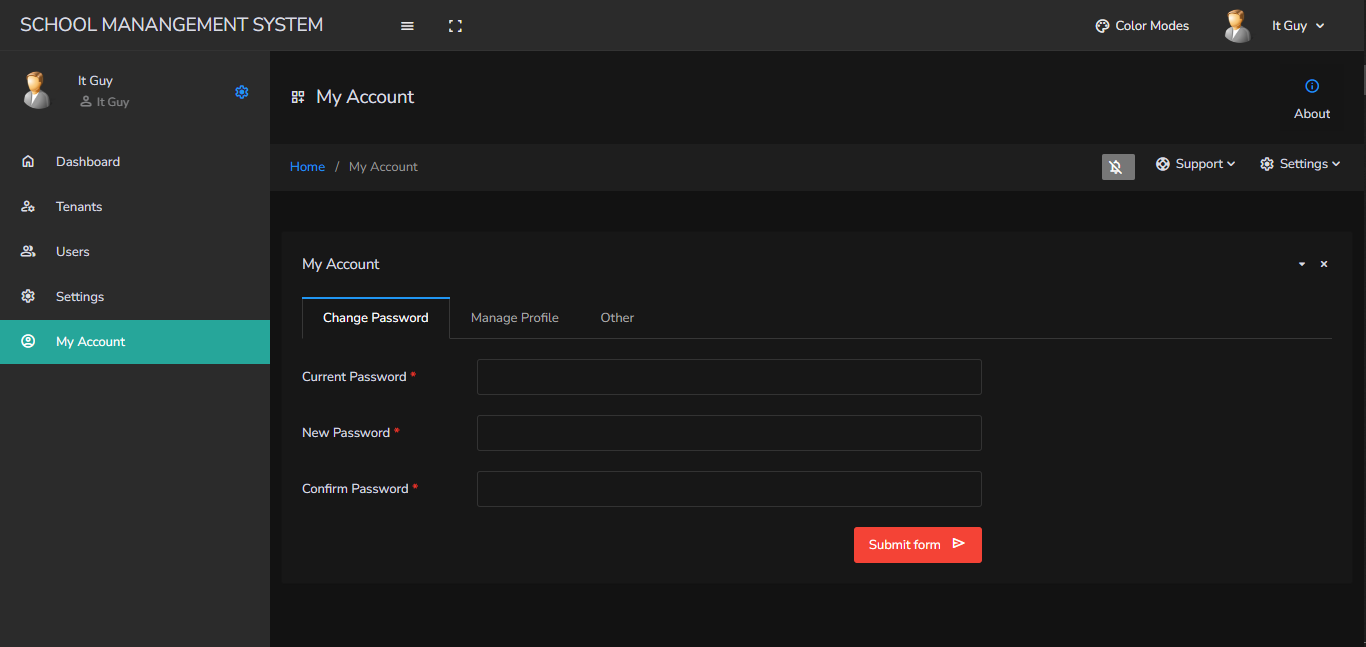 SCHOOL MANANGEMENT SYSTEM
Color Modes
It Guy
It Guy
It Guy
Dashboard
Tenants
Users
Settings
My Account
My Account
About
Home / My Account
Support
Settings
My Account
Change Password
Manage Profile
Other
Current Password *
New Password *
Confirm Password *
Submit form